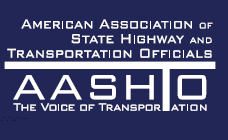 AMERICAN ASSOCIATION OF
STATE HIGHWAY AND
TRANSPORTATION OFFICIALS
AASHTO
THE VOICE OF TRANSPORTATION